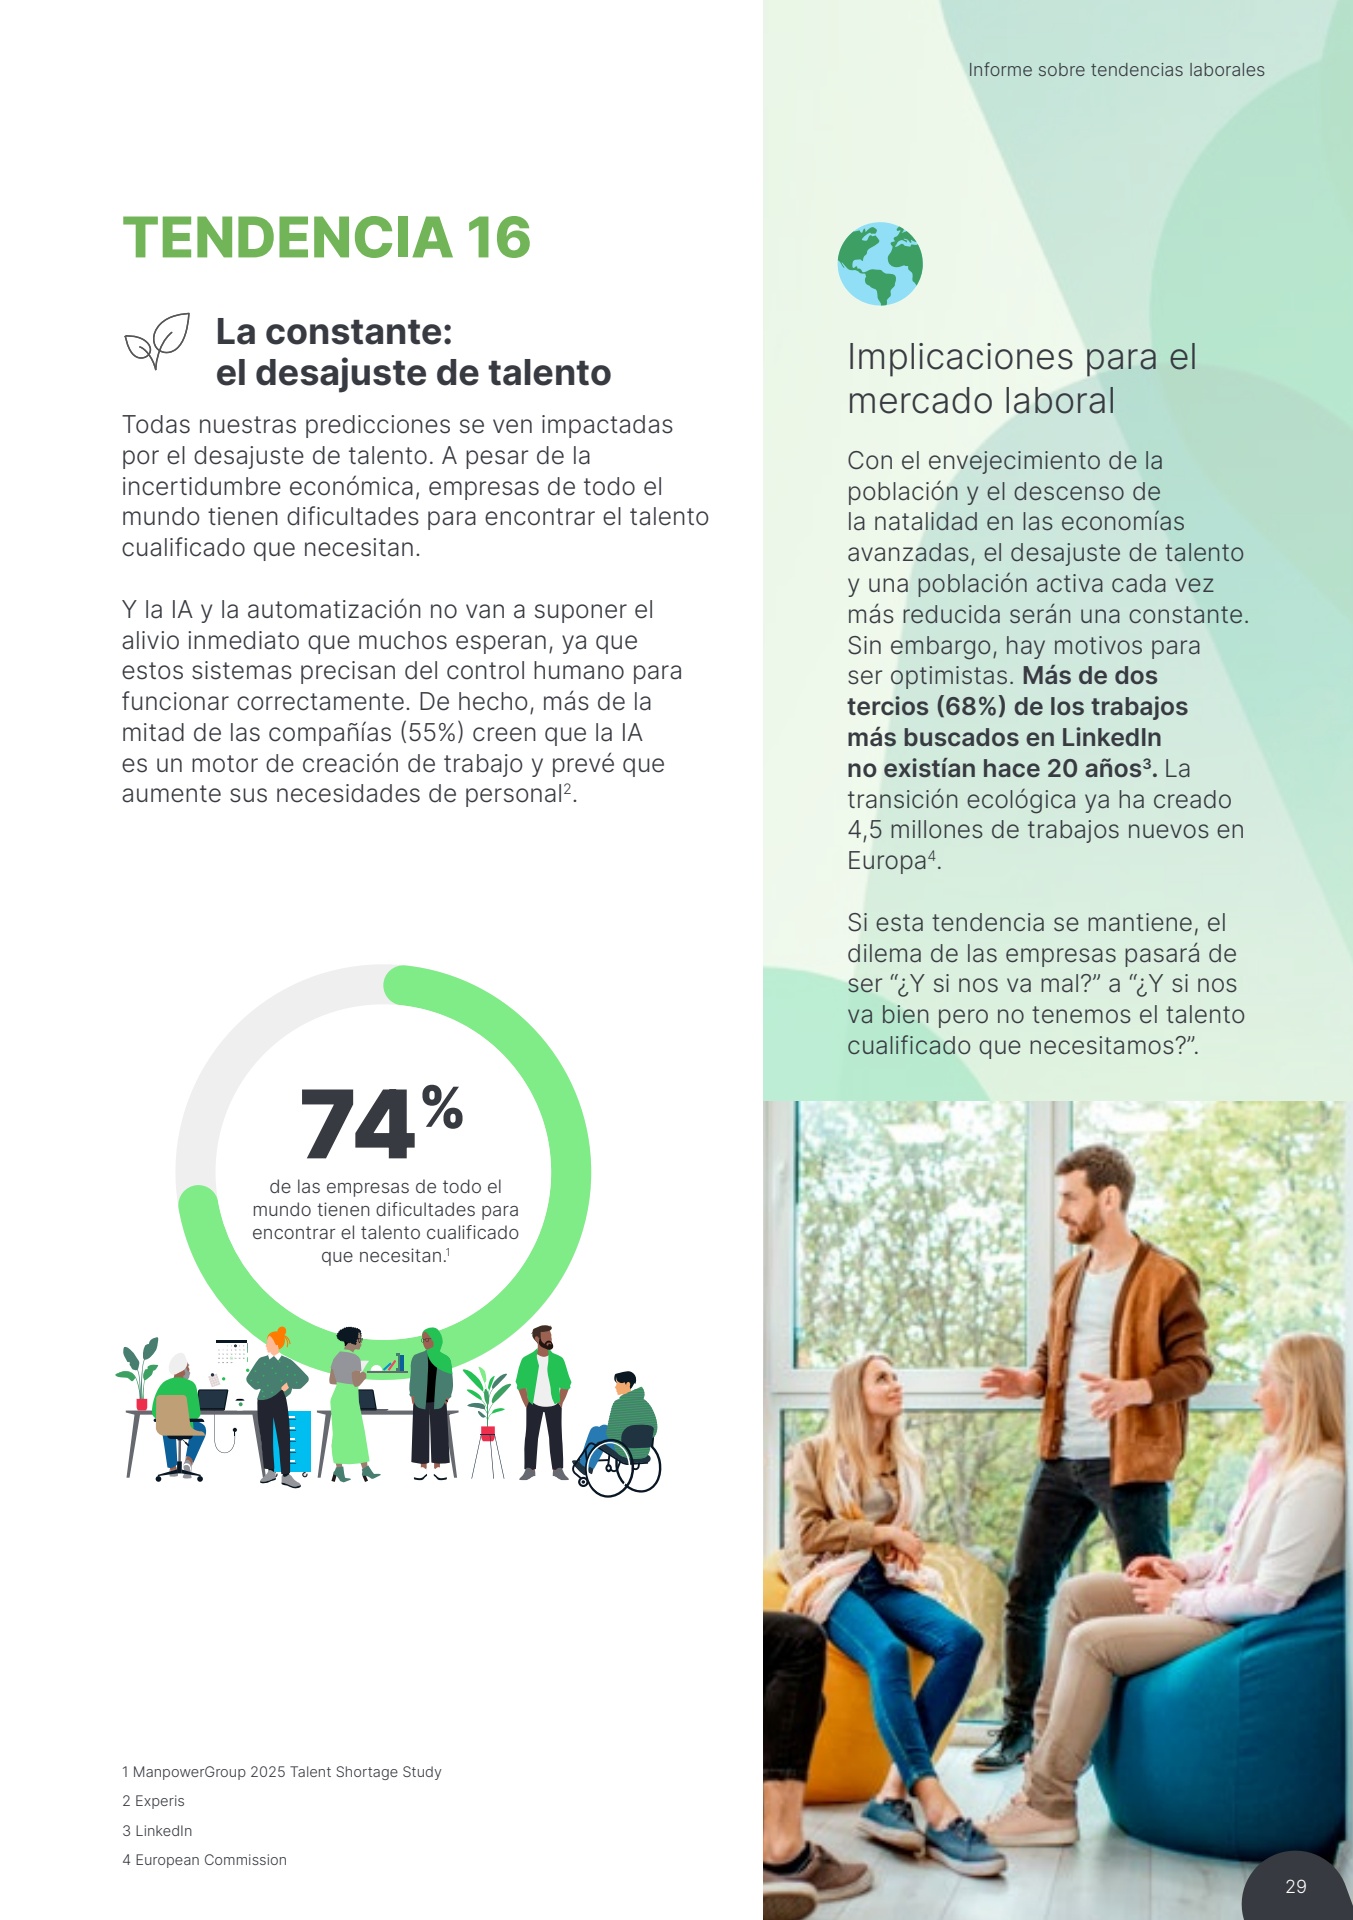 Informe sobre tendencias laborales
TENDENCIA 16
La constante:
el desajuste de talento
Todas nuestras predicciones se ven impactadas
por el desajuste de talento. A pesar de la
incertidumbre económica, empresas de todo el
mundo tienen dificultades para encontrar el talento
cualificado que necesitan.
Y la IA y la automatización no van a suponer el
alivio inmediato que muchos esperan, ya que
estos sistemas precisan del control humano para
funcionar correctamente. De hecho, más de la
mitad de las compañías (55%) creen que la IA
es un motor de creación de trabajo y prevé que
aumente sus necesidades de personal².
74%
de las empresas de todo el
mundo tienen dificultades para
encontrar el talento cualificado
que necesitan.¹
1 ManpowerGroup 2025 Talent Shortage Study
2 Experis
3 LinkedIn
4 European Commission
Implicaciones para el
mercado laboral
Con el envejecimiento de la
población y el descenso de
la natalidad en las economías
avanzadas, el desajuste de talento
y una población activa cada vez
más reducida serán una constante.
Sin embargo, hay motivos para
ser optimistas. Más de dos
tercios (68%) de los trabajos
más buscados en LinkedIn
no existían hace 20 años³. La
transición ecológica ya ha creado
4,5 millones de trabajos nuevos en
Europa⁴.
Si esta tendencia se mantiene, el
dilema de las empresas pasará de
ser “¿Y si nos va mal?” a “¿Y si nos
va bien pero no tenemos el talento
cualificado que necesitamos?”.
29